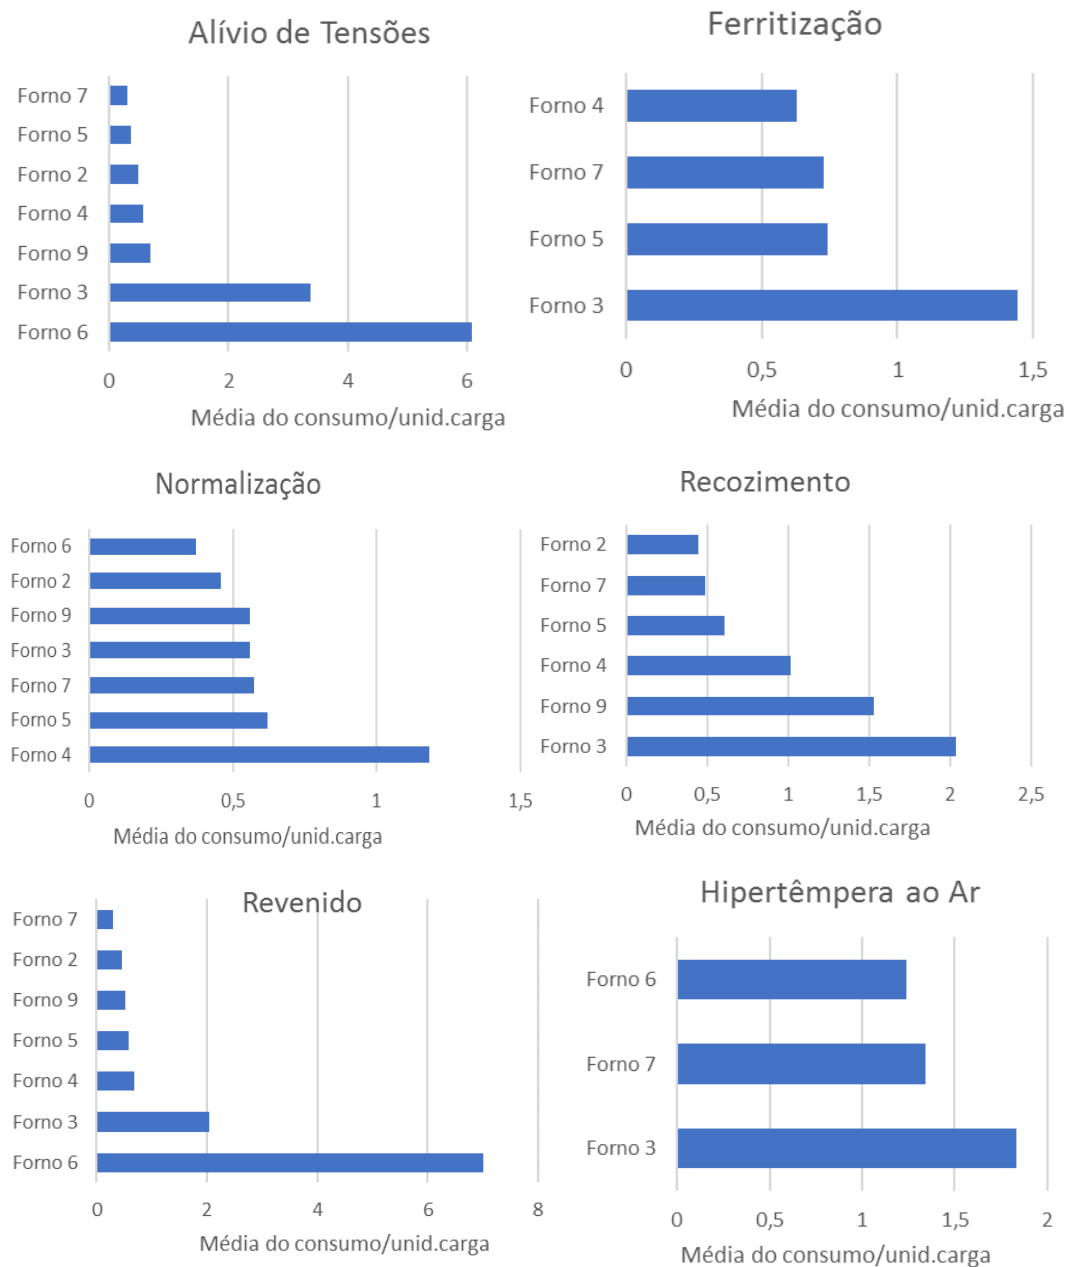 Alívio de Tensões
Forno 7
Forno 5
Forno 2
Forno 4
Forno 9
Forno 3
Forno 6
0 2 4 6
Média do consumo/unid.carga
Ferritização
Forno 4
Forno 7
Forno 5
Forno 3
0 0,5 1 1,5
Média do consumo/unid.carga
Normalização
Forno 6
Forno 2
Forno 9
Forno 3
Forno 7
Forno 5
Forno 4
0 0,5 1 1,5
Média do consumo/unid.carga
Recozimento
Forno 2
Forno 7
Forno 5
Forno 4
Forno 9
Forno 3
0 0,5 1 1,5 2 2,5
Média do consumo/unid.carga
Revenido
Forno 7
Forno 2
Forno 9
Forno 5
Forno 4
Forno 3
Forno 6
0 2 4 6 8
Média do consumo/unid.carga
Hipertêmpera ao Ar
Forno 6
Forno 7
Forno 3
0 0,5 1 1,5 2
Média do consumo/unid.carga